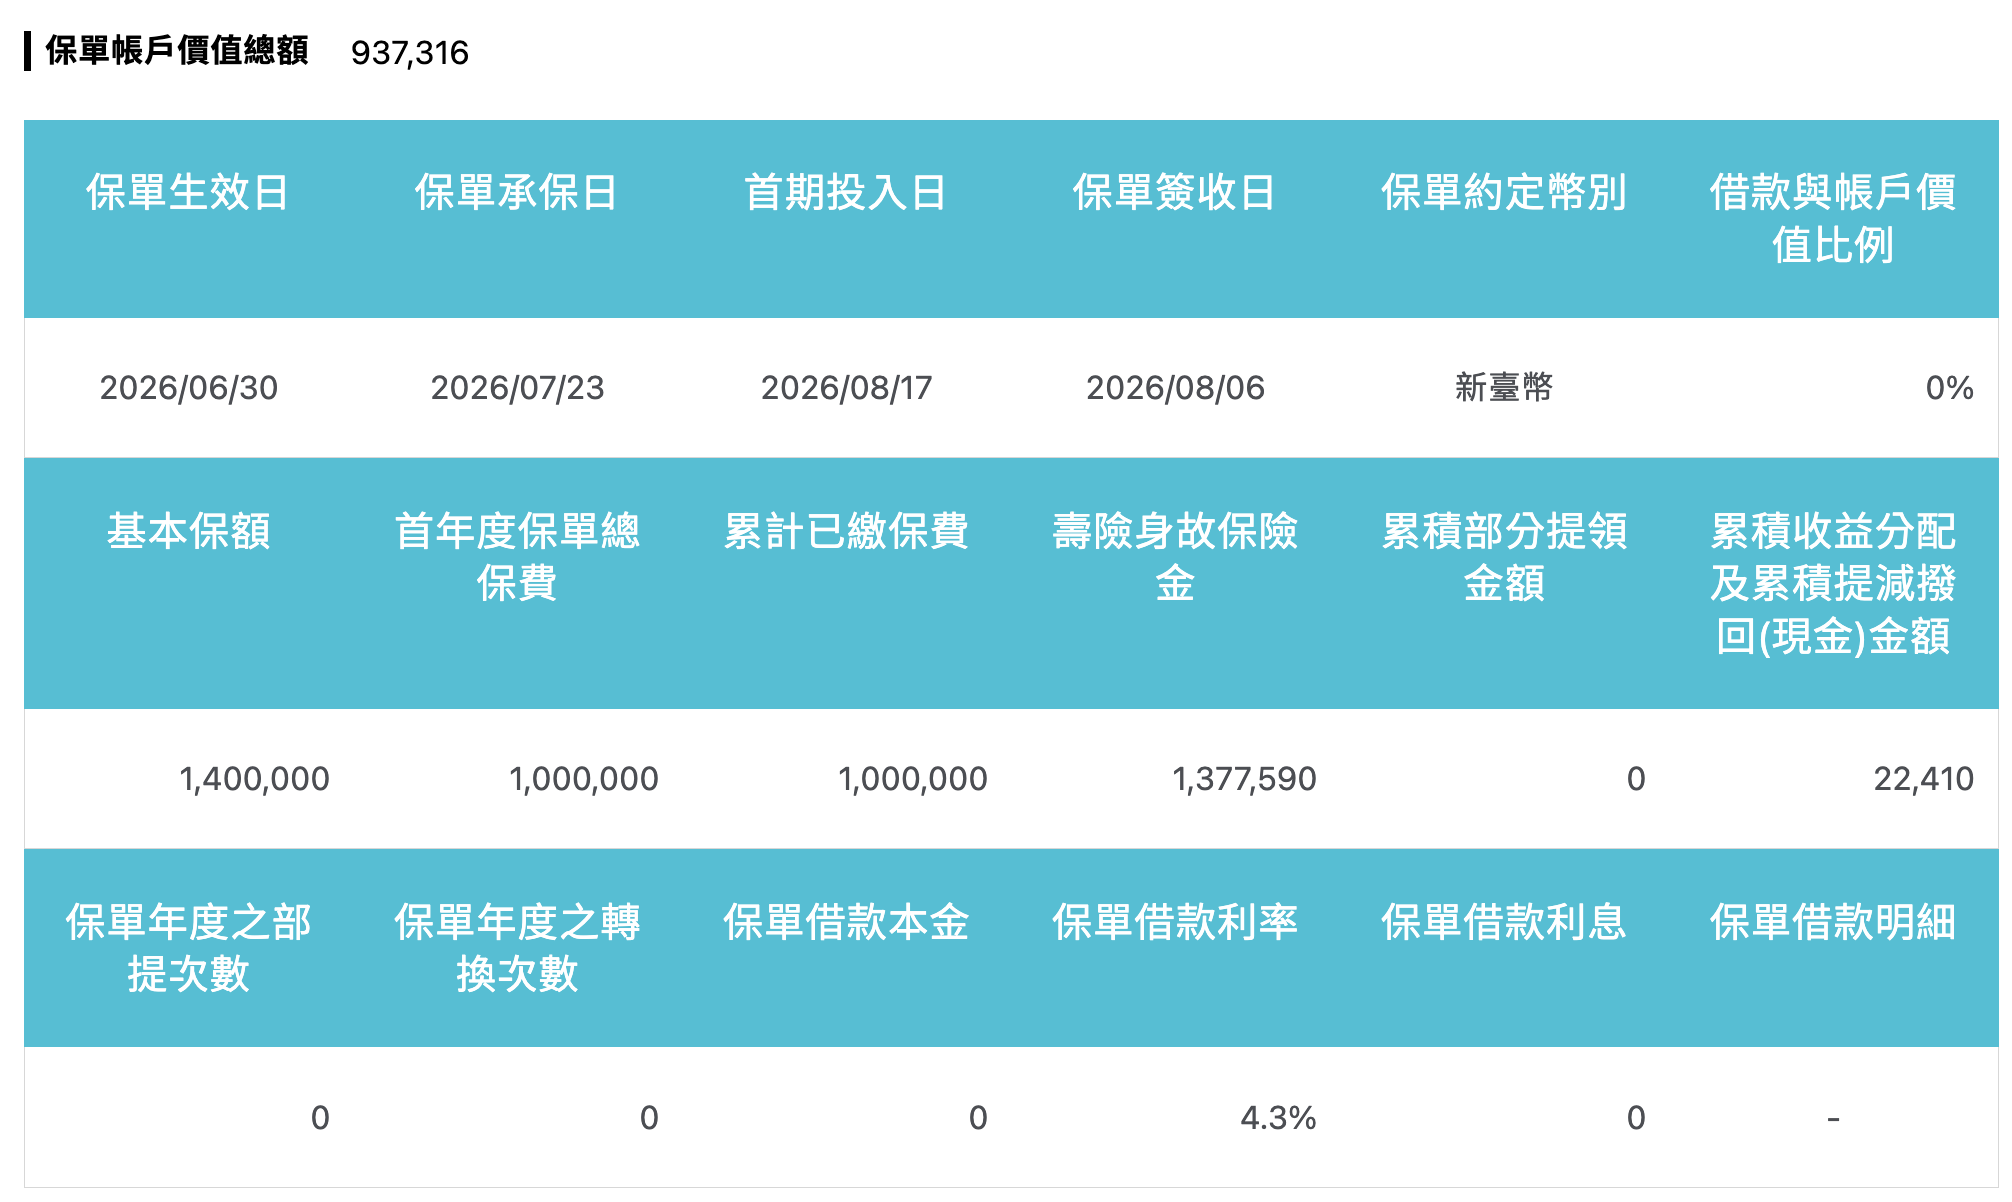 保單帳戶價值總額 937,316
保單生效日 保單承保日 首期投入日 保單簽收日 保單約定幣別 借款與帳戶價
值比例
2026/06/30 2026/07/23 2026/08/17 2026/08/06 新臺幣 0%
基本保額 首年度保單總 累計已繳保費 壽險身故保險 累積部分提領 累積收益分配
保費 金 金額 及累積提減撥
回(現金)金額
1,400,000 1,000,000 1,000,000 1,377,590 0 22,410
保單年度之部 保單年度之轉 保單借款本金 保單借款利率 保單借款利息 保單借款明細
提次數 換次數
0 0 0 4.3% 0 -